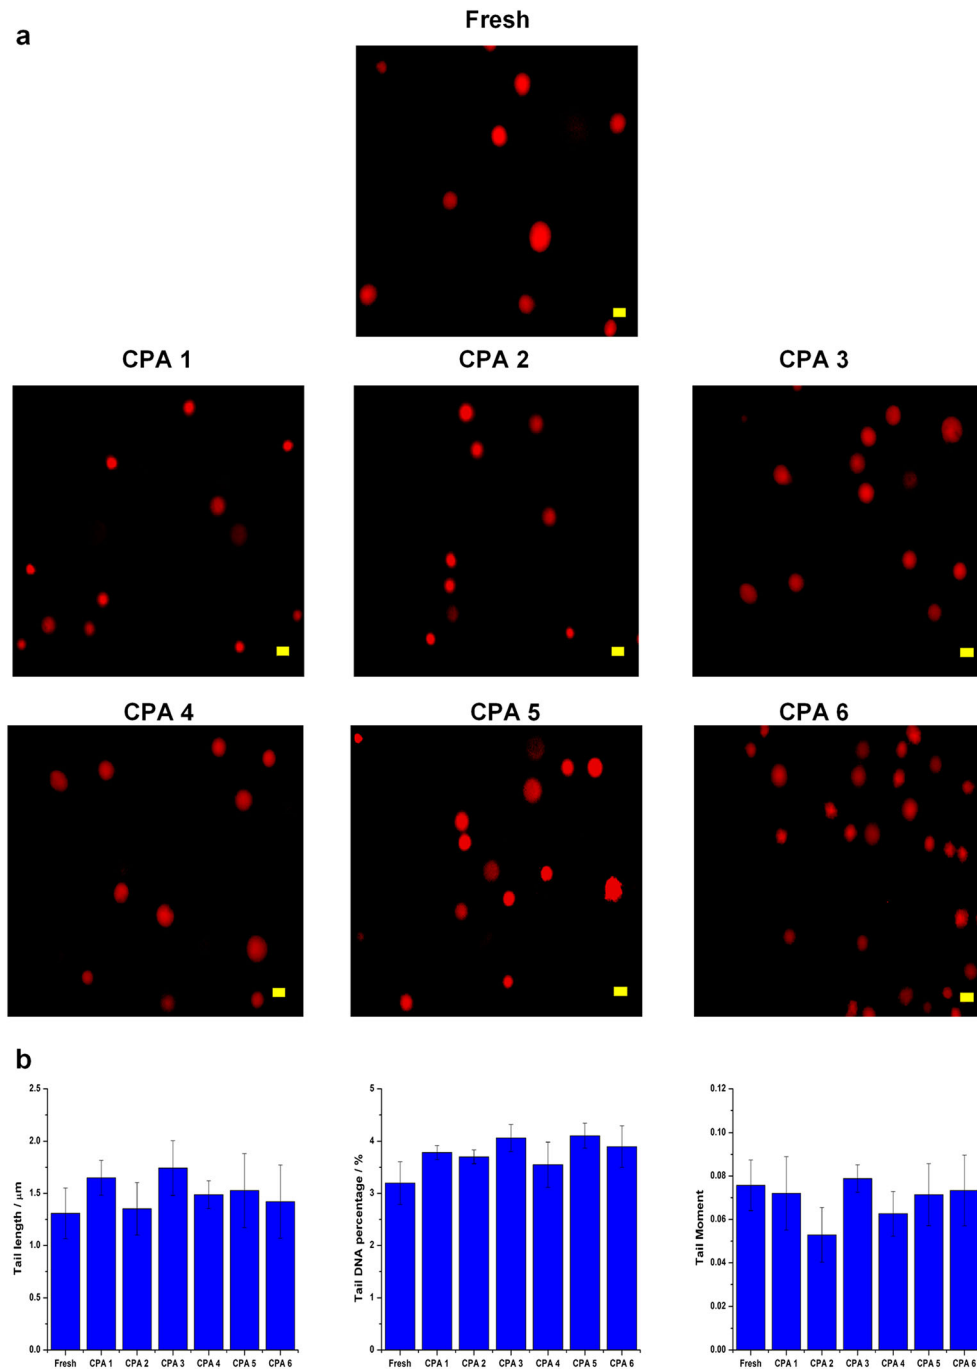 Fresh
a
CPA 1 CPA 2 CPA 3
CPA 4 CPA 5 CPA 6
b
Tail length / μm
2.5
2.0
1.5
1.0
0.5
0.0
Fresh CPA 1 CPA 2 CPA 3 CPA 4 CPA 5 CPA 6
Tail DNA percentage / %
5
4
3
2
1
0
Fresh CPA 1 CPA 2 CPA 3 CPA 4 CPA 5 CPA 6
Tail Moment
0.12
0.10
0.08
0.06
0.04
0.02
0.00
Fresh CPA 1 CPA 2 CPA 3 CPA 4 CPA 5 CPA 6